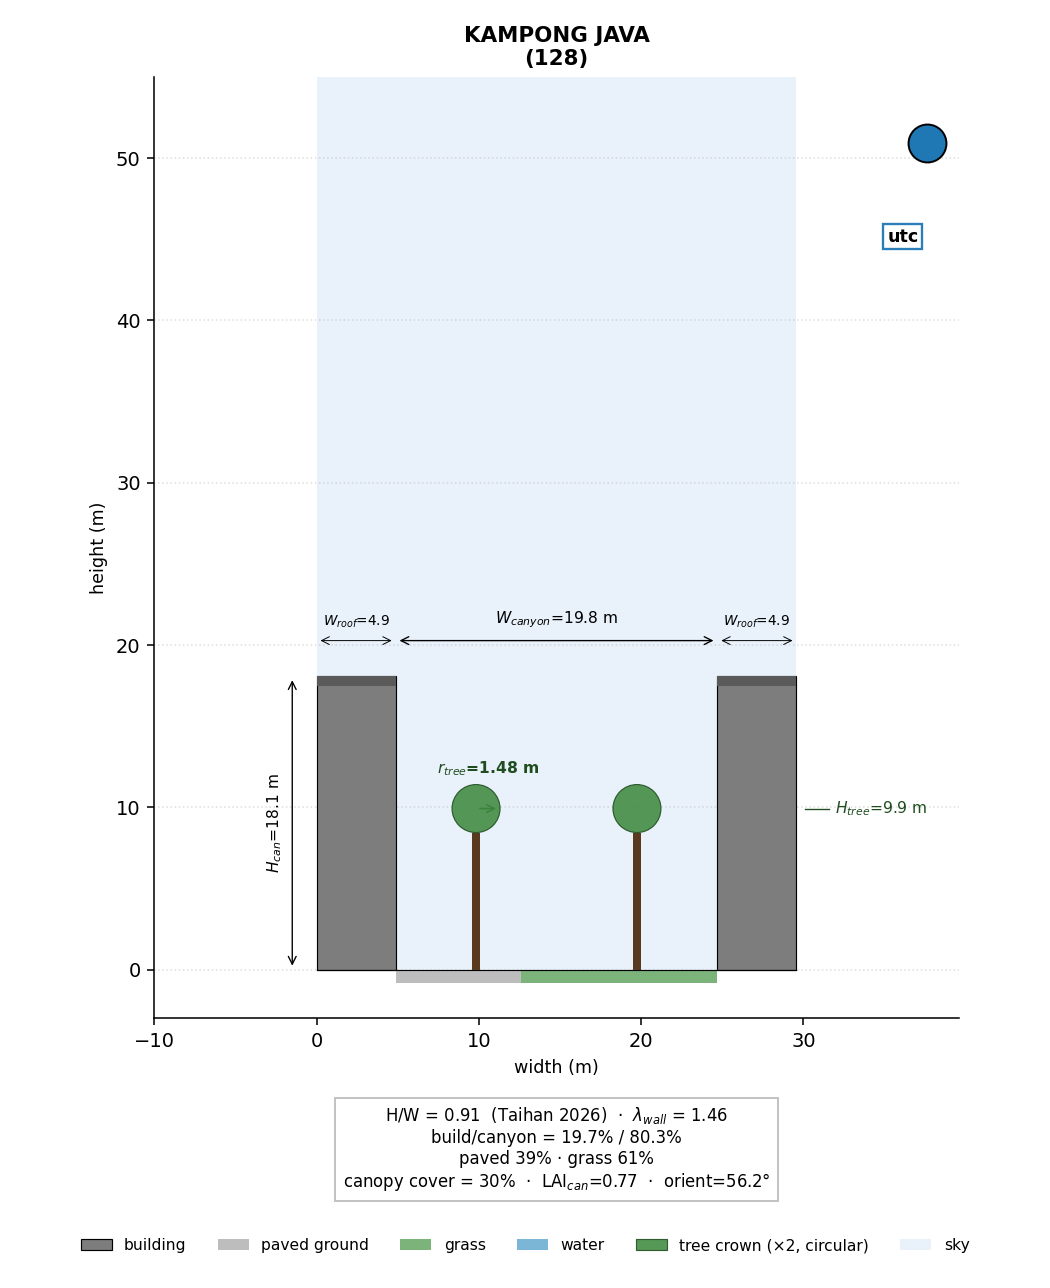 KAMPONG JAVA
(128)
50
40
30
20
10
0
height (m)
utc
W_roof=4.9
W_canyon=19.8 m
W_roof=4.9
r_tree=1.48 m
H_can=18.1 m
H_tree=9.9 m
−10
0
10
20
30
width (m)
H/W = 0.91 (Taihan 2026) · λ_wall = 1.46
build/canyon = 19.7% / 80.3%
paved 39% · grass 61%
canopy cover = 30% · LAI_can=0.77 · orient=56.2°
building
paved ground
grass
water
tree crown (×2, circular)
sky